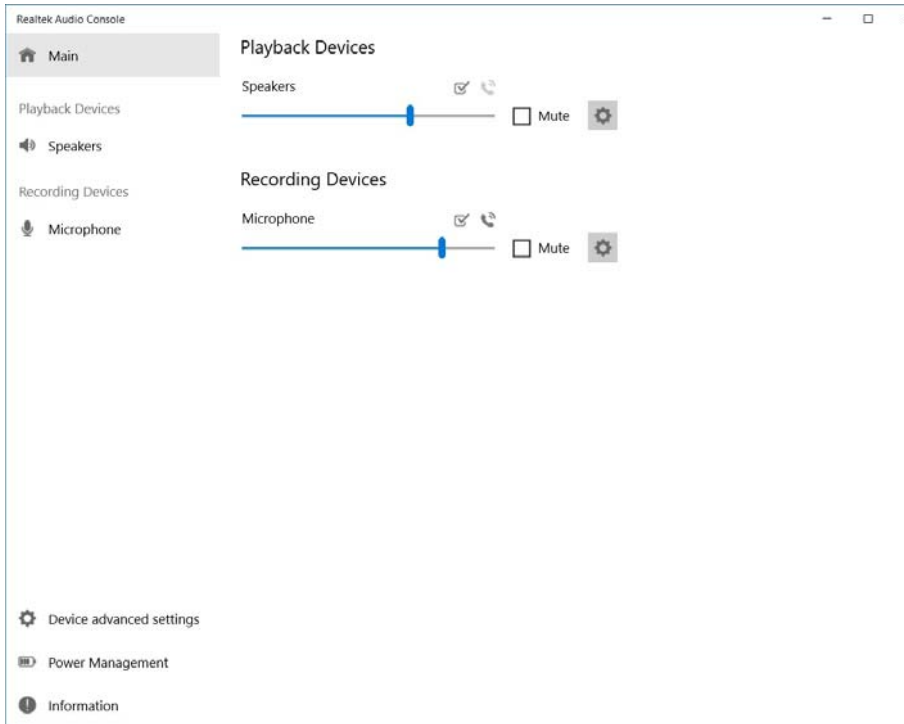 Realtek Audio Console
Main
Playback Devices
Speakers
Recording Devices
Microphone
Device advanced settings
Power Management
Information
Playback Devices
Speakers
Mute
Recording Devices
Microphone
Mute